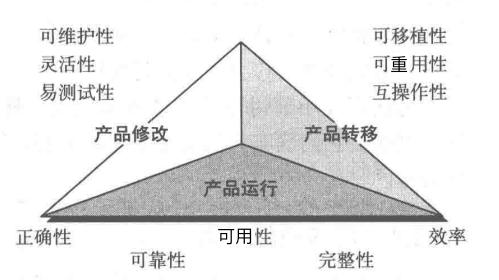 可维护性
灵活性
易测试性
可移植性
可重用性
互操作性
产品修改
产品转移
产品运行
正确性
可用性
效率
可靠性
完整性